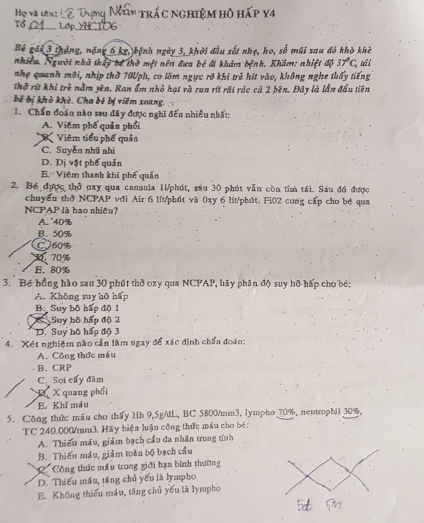 Họ và tên: Lê Trọng Nhân TRẮC NGHIỆM HÔ HẤP Y4
Tổ 01 Lớp YHCT06
Bé gái 3 tháng, nặng 6 kg, bệnh ngày 3, khởi đầu sốt nhẹ, ho, sổ mũi sau đó khò khè
nhiều. Người nhà thấy bé thở mệt nên đưa bé đi khám bệnh. Khám: nhiệt độ 37°C, tái
nhẹ quanh môi, nhịp thở 70l/ph, co lõm ngực rõ khi trẻ hít vào, không nghe thấy tiếng
thở rít khi trẻ nằm yên. Ran ẩm nhỏ hạt và ran rít rải rác cả 2 bên. Đây là lần đầu tiên
bé bị khò khè. Cha bé bị viêm xoang.
1. Chẩn đoán nào sau đây được nghĩ đến nhiều nhất:
A. Viêm phế quản phổi
B. Viêm tiểu phế quản
C. Suyễn nhũ nhi
D. Dị vật phế quản
E. Viêm thanh khí phế quản
2. Bé được thở oxy qua canula 1l/phút, sau 30 phút vẫn còn tím tái. Sau đó được
chuyển thở NCPAP với Air 6 lít/phút và Oxy 6 lít/phút. Fi02 cung cấp cho bé qua
NCPAP là bao nhiêu?
A. 40%
B. 50%
C. 60%
D. 70%
E. 80%
3. Bé hồng hào sau 30 phút thở oxy qua NCPAP, hãy phân độ suy hô hấp cho bé:
A. Không suy hô hấp
B. Suy hô hấp độ 1
C. Suy hô hấp độ 2
D. Suy hô hấp độ 3
4. Xét nghiệm nào cần làm ngay để xác định chẩn đoán:
A. Công thức máu
B. CRP
C. Soi cấy đàm
D. X quang phổi
E. Khí máu
5. Công thức máu cho thấy Hb 9,5g/dL, BC 5800/mm3, lympho 70%, neutrophil 30%,
TC 240.000/mm3. Hãy biện luận công thức máu cho bé:
A. Thiếu máu, giảm bạch cầu đa nhân trung tính
B. Thiếu máu, giảm toàn bộ bạch cầu
C. Công thức máu trong giới hạn bình thường
D. Thiếu máu, tăng chủ yếu là lympho
E. Không thiếu máu, tăng chủ yếu là lympho
5d 5m